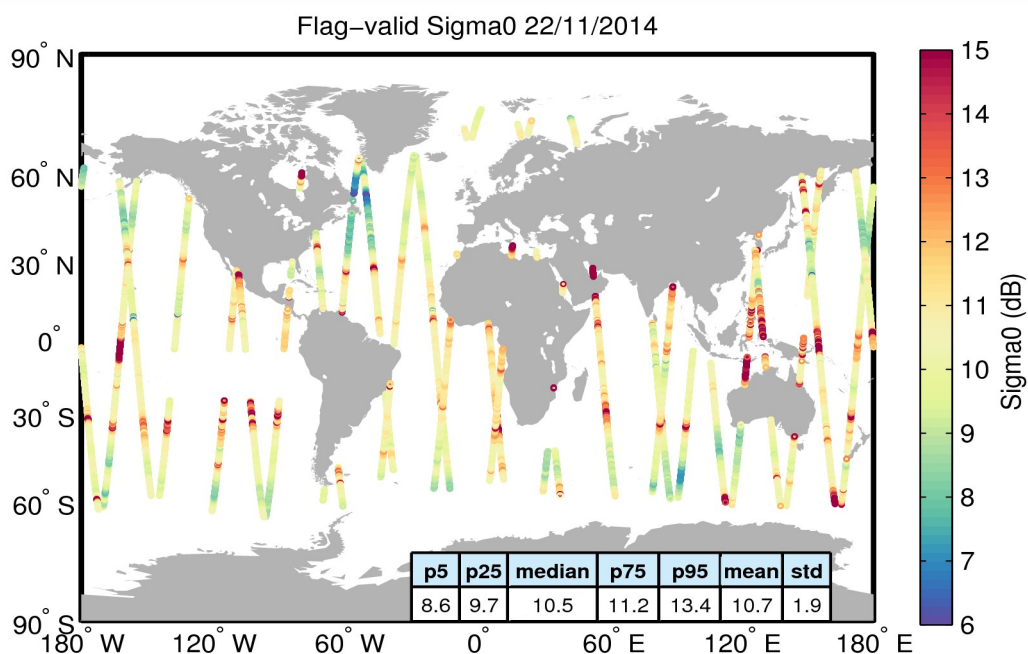 Flag−valid Sigma0 22/11/2014
90° N
60° N
30° N
0°
30° S
60° S
90° S
180° W
120° W
60° W
0°
60° E
120° E
180° E
p5 p25 median p75 p95 mean std
8.6 9.7 10.5 11.2 13.4 10.7 1.9
15
14
13
12
11
10
9
8
7
6
Sigma0 (dB)